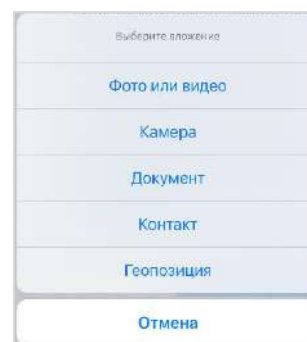 Выберите вложение
Фото или видео
Камера
Документ
Контакт
Геопозиция
Отмена